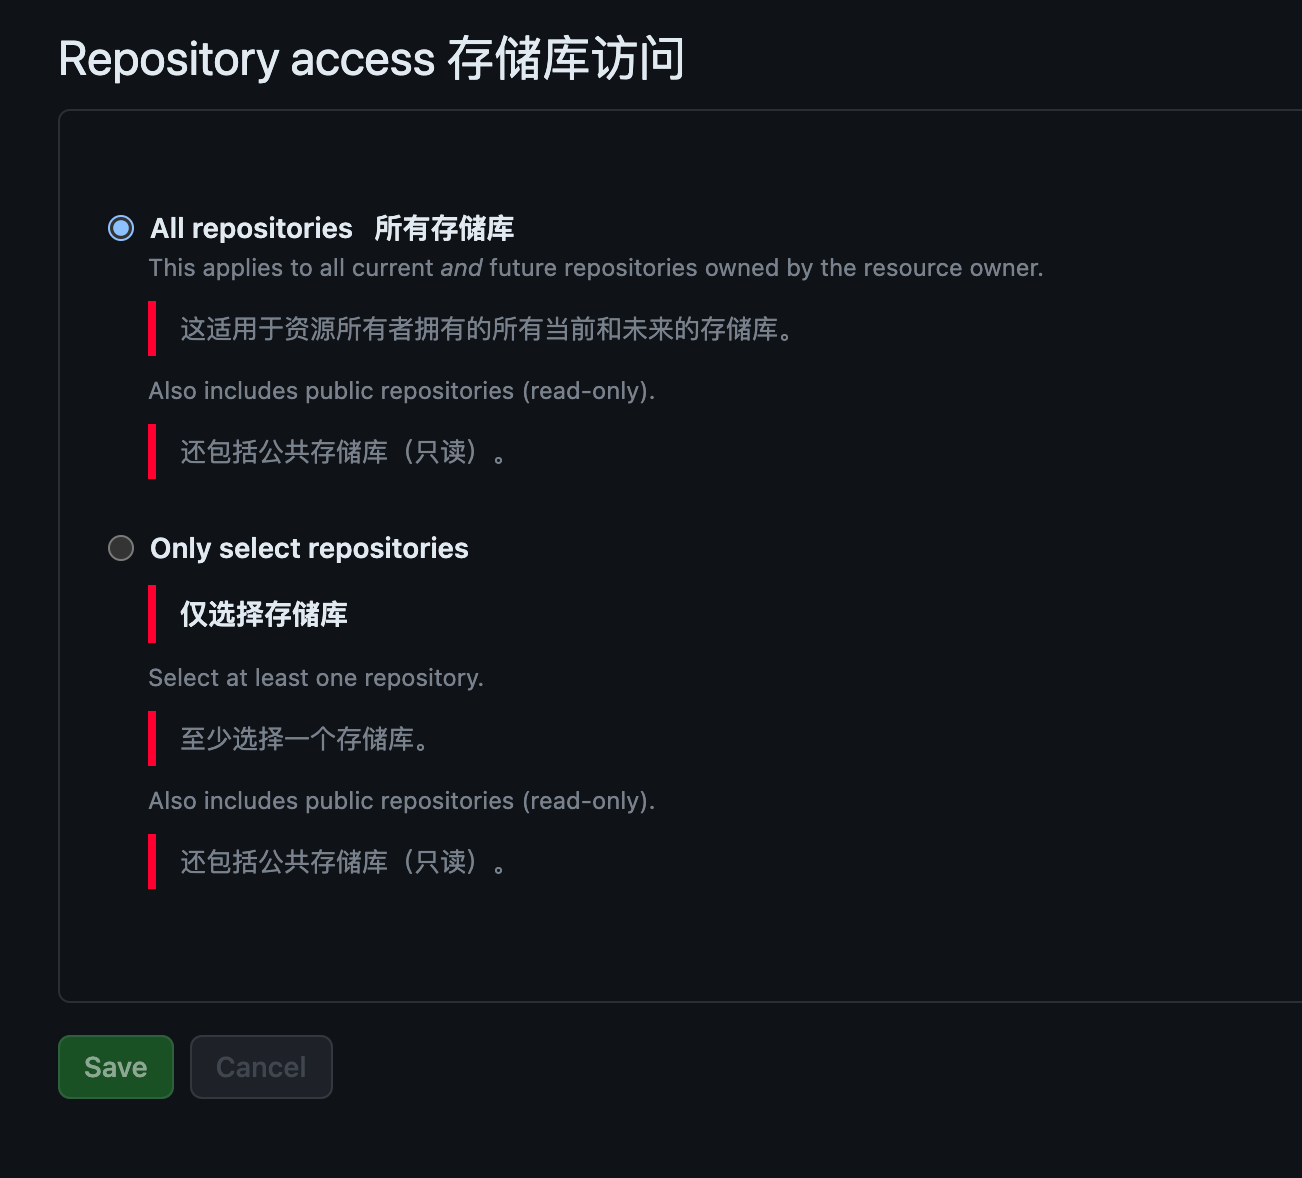 Repository access 存储库访问
All repositories 所有存储库
This applies to all current and future repositories owned by the resource owner.
这适用于资源所有者拥有的所有当前和未来的存储库。
Also includes public repositories (read-only).
还包括公共存储库（只读）。
Only select repositories
仅选择存储库
Select at least one repository.
至少选择一个存储库。
Also includes public repositories (read-only).
还包括公共存储库（只读）。
Save
Cancel